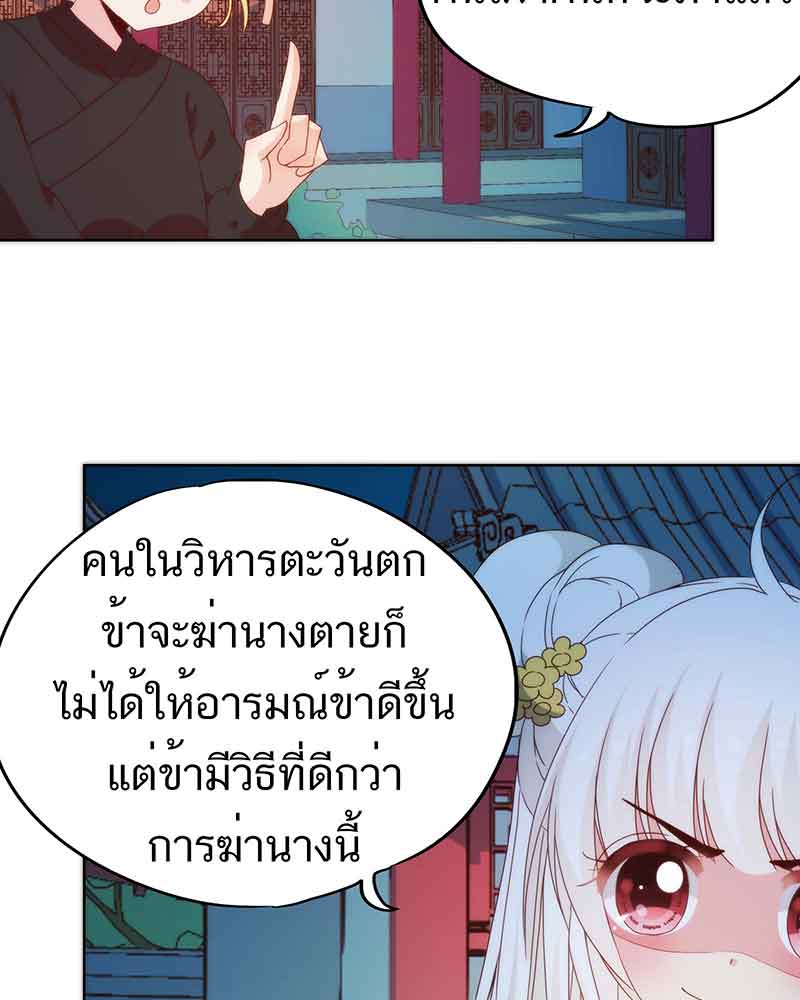 คนในวิหารตะวันตก
ข้าจะฆ่านางตายก็
ไม่ได้ให้อารมณ์ข้าดีขึ้น
แต่ข้ามีวิธีที่ดีกว่า
การฆ่านางนี้